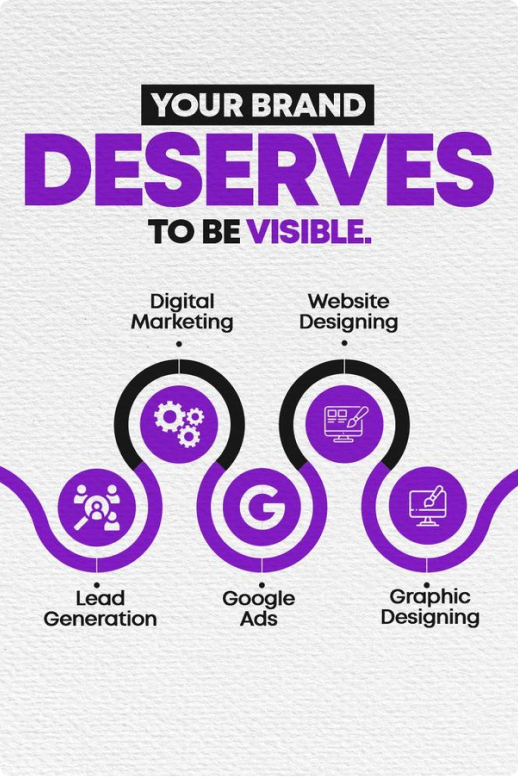 YOUR BRAND
DESERVES
TO BE VISIBLE.
Digital
Marketing
Website
Designing
G
Lead
Generation
Google
Ads
Graphic
Designing